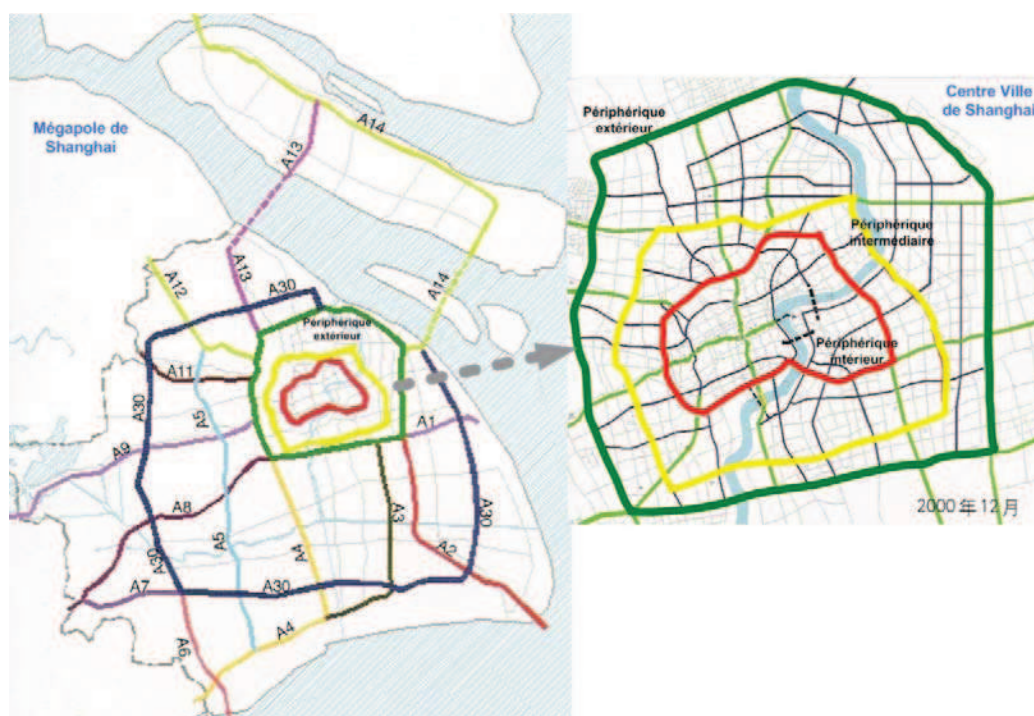 Mégapole de
Shanghai
A14
A13
A13
A14
A12
A30
Périphérique
extérieur
A11
A30
A5
A1
A9
A8
A3
A30
A5
A4
A2
A30
A7
A30
A4
A6
Périphérique
extérieur
Centre Ville
de Shanghai
Périphérique
intermédiaire
Périphérique
intérieur
2000年12月